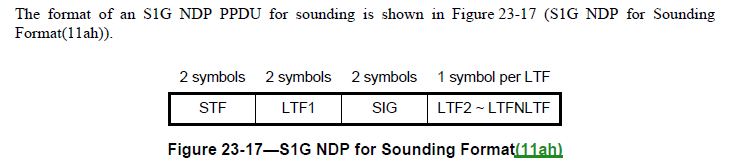 The format of an S1G NDP PPDU for sounding is shown in Figure 23-17 (S1G NDP for Sounding
Format(11ah)).
2 symbols 2 symbols 2 symbols 1 symbol per LTF
STF LTF1 SIG LTF2 ~ LTFNLTF
Figure 23-17—S1G NDP for Sounding Format(11ah)